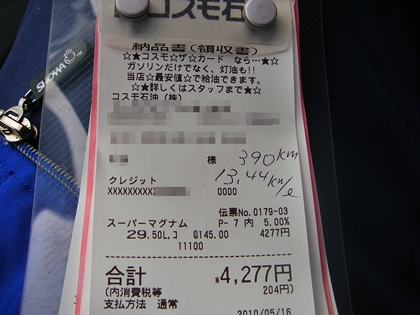 コスモ石
納品書(領収書)
☆★コスモ☆ザ☆カード なら…★☆
ガソリンだけでなく、灯油も!!
当店☆最安値☆で給油できます。
☆★詳しくはスタッフまで★☆
コスモ石油(株)
様 390km
クレジット 13.44km/ℓ
XXXXXXXXX 0000
伝票No.0179-03
スーパーマグナム P- 7 内 5.00%
29.50L,コ @145.00 4277円
11100
合計 ¥4,277円
(内消費税等 204円)
支払方法 通常
2010/05/16
SHOWA